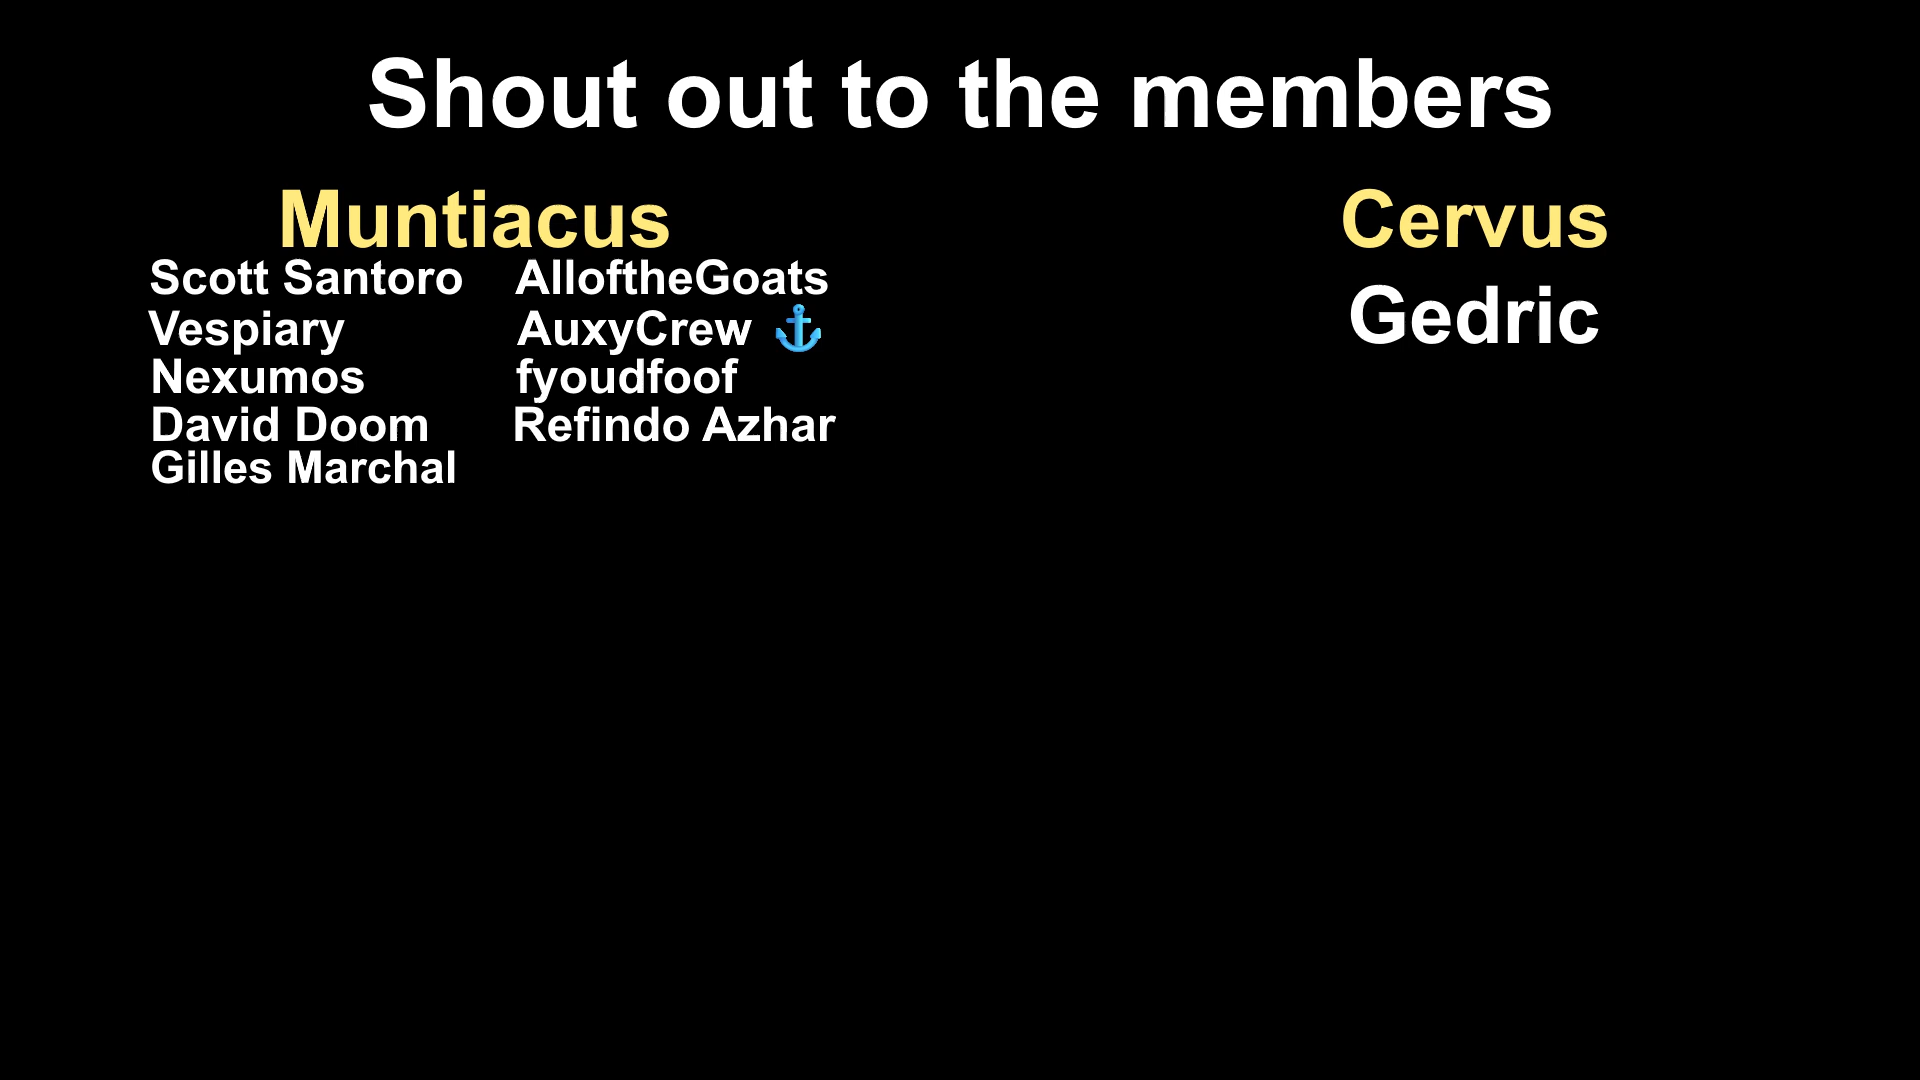 Shout out to the members
Muntiacus
Scott Santoro
Vespiary
Nexumos
David Doom
Gilles Marchal
AlloftheGoats
AuxyCrew ⚓
fyoudfoof
Refindo Azhar
Cervus
Gedric